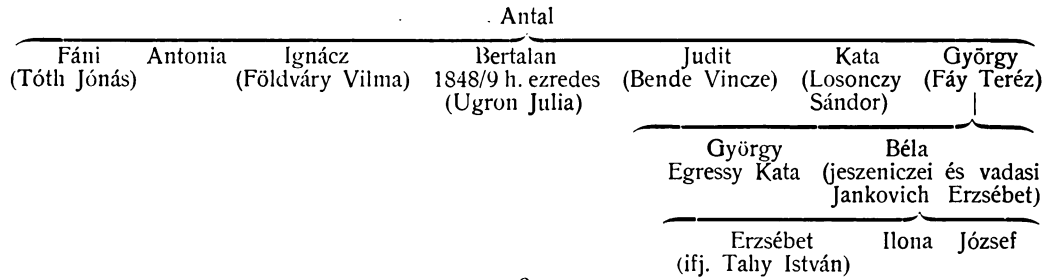 Antal
Fáni Antonia Ignácz Bertalan Judit Kata György
(Tóth Jónás) (Földváry Vilma) 1848/9 h. ezredes (Bende Vincze) (Losonczy (Fáy Teréz)
(Ugron Julia) Sándor)
György Béla
Egressy Kata (jeszeniczei és vadasi
Jankovich Erzsébet)
Erzsébet Ilona József
(ifj. Tahy István)